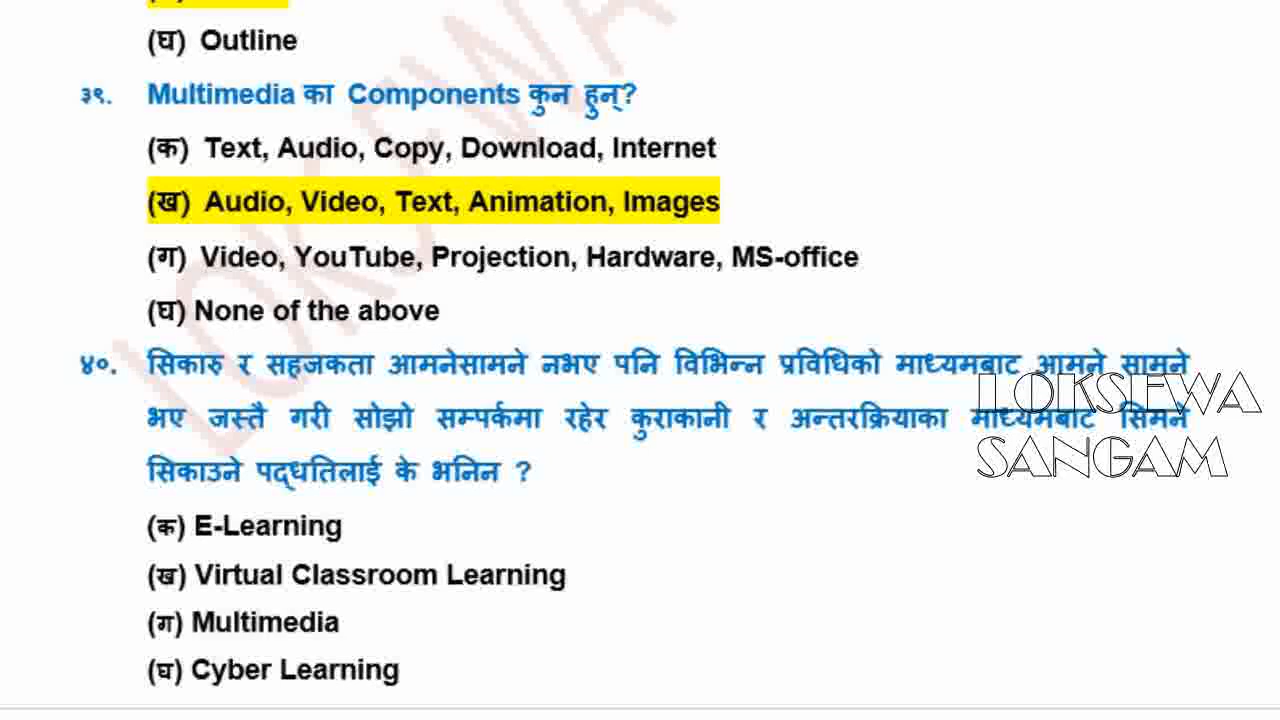 (घ) Outline
३९. Multimedia का Components कुन हुन्?
(क) Text, Audio, Copy, Download, Internet
(ख) Audio, Video, Text, Animation, Images
(ग) Video, YouTube, Projection, Hardware, MS-office
(घ) None of the above
४०. सिकारु र सहजकता आमनेसामने नभए पनि विभिन्न प्रविधिको माध्यमबाट आमने सामने
भए जस्तै गरी सोझो सम्पर्कमा रहेर कुराकानी र अन्तरक्रियाका माध्यमबाट सिमने
सिकाउने पद्धतिलाई के भनिन ?
LOKSEWA
SANGAM
(क) E-Learning
(ख) Virtual Classroom Learning
(ग) Multimedia
(घ) Cyber Learning
LOKSEWA